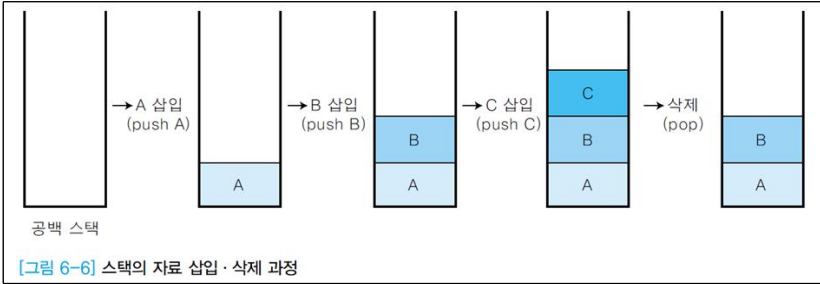 C
→A 삽입 →B 삽입 →C 삽입 →삭제
(push A) (push B) (push C) (pop)
B B B
A A A A
공백 스택
[그림 6-6] 스택의 자료 삽입·삭제 과정